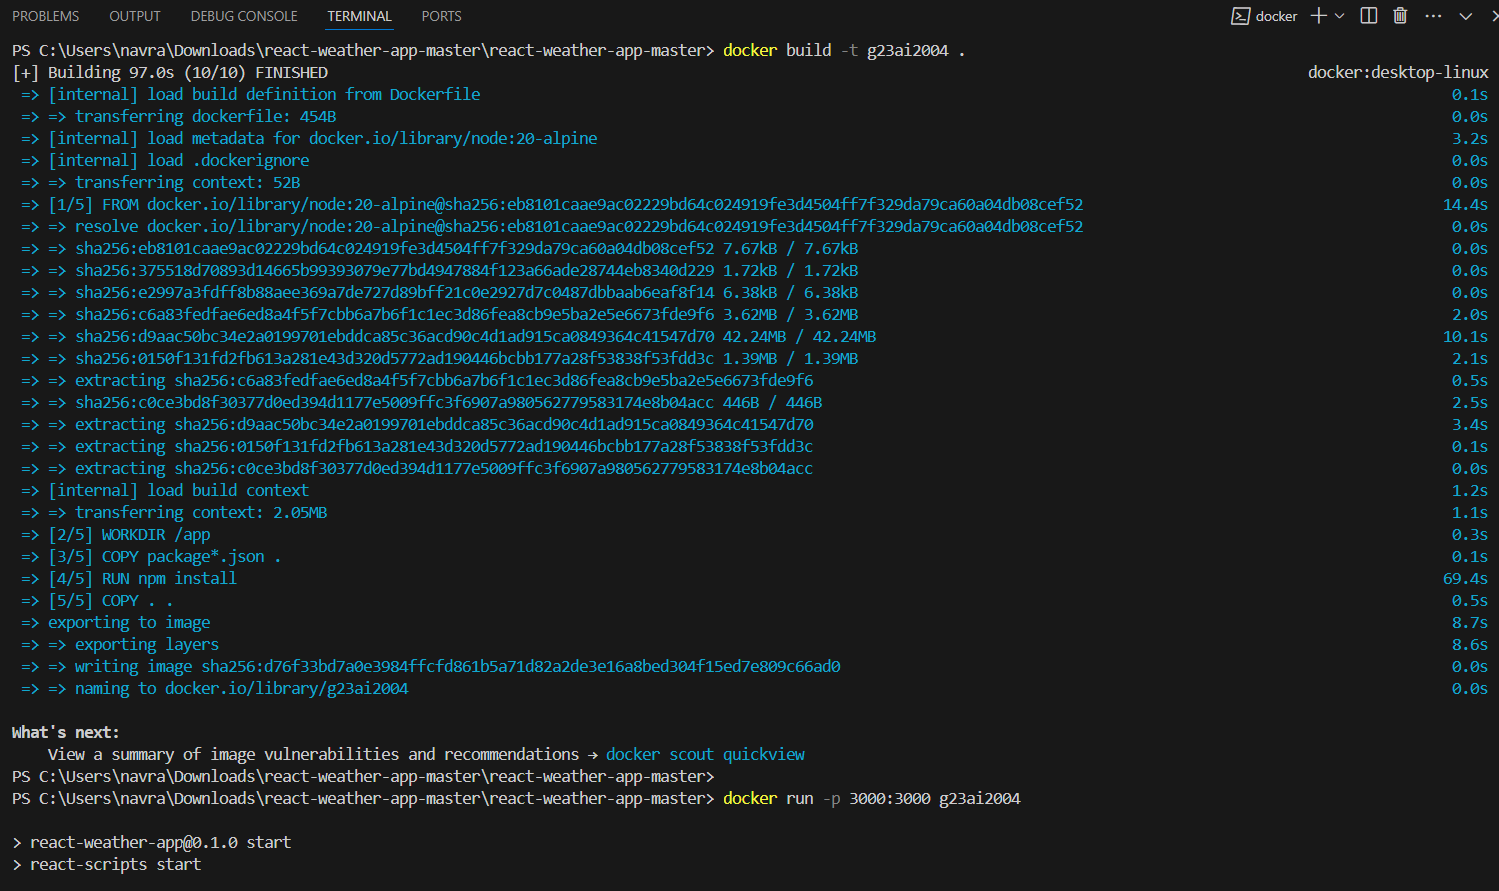 PROBLEMS OUTPUT DEBUG CONSOLE TERMINAL PORTS docker
PS C:\Users\navra\Downloads\react-weather-app-master\react-weather-app-master> docker build -t g23ai2004 .
[+] Building 97.0s (10/10) FINISHED docker:desktop-linux
=> [internal] load build definition from Dockerfile 0.1s
=> => transferring dockerfile: 454B 0.0s
=> [internal] load metadata for docker.io/library/node:20-alpine 3.2s
=> [internal] load .dockerignore 0.0s
=> => transferring context: 52B 0.0s
=> [1/5] FROM docker.io/library/node:20-alpine@sha256:eb8101caae9ac02229bd64c024919fe3d4504ff7f329da79ca60a04db08cef52 14.4s
=> => resolve docker.io/library/node:20-alpine@sha256:eb8101caae9ac02229bd64c024919fe3d4504ff7f329da79ca60a04db08cef52 0.0s
=> => sha256:eb8101caae9ac02229bd64c024919fe3d4504ff7f329da79ca60a04db08cef52 7.67kB / 7.67kB 0.0s
=> => sha256:375518d70893d14665b99393079e77bd4947884f123a66ade28744eb8340d229 1.72kB / 1.72kB 0.0s
=> => sha256:e2997a3fdff8b88aee369a7de727d89bff21c0e2927d7c0487dbbaab6eaf8f14 6.38kB / 6.38kB 0.0s
=> => sha256:c6a83fedfae6ed8a4f5f7cbb6a7b6f1c1ec3d86fea8cb9e5ba2e5e6673fde9f6 3.62MB / 3.62MB 2.0s
=> => sha256:d9aac50bc34e2a0199701ebddca85c36acd90c4d1ad915ca0849364c41547d70 42.24MB / 42.24MB 10.1s
=> => sha256:0150f131fd2fb613a281e43d320d5772ad190446bcbb177a28f53838f53fdd3c 1.39MB / 1.39MB 2.1s
=> => extracting sha256:c6a83fedfae6ed8a4f5f7cbb6a7b6f1c1ec3d86fea8cb9e5ba2e5e6673fde9f6 0.5s
=> => sha256:c0ce3bd8f30377d0ed394d1177e5009ffc3f6907a980562779583174e8b04acc 446B / 446B 2.5s
=> => extracting sha256:d9aac50bc34e2a0199701ebddca85c36acd90c4d1ad915ca0849364c41547d70 3.4s
=> => extracting sha256:0150f131fd2fb613a281e43d320d5772ad190446bcbb177a28f53838f53fdd3c 0.1s
=> => extracting sha256:c0ce3bd8f30377d0ed394d1177e5009ffc3f6907a980562779583174e8b04acc 0.0s
=> [internal] load build context 1.2s
=> => transferring context: 2.05MB 1.1s
=> [2/5] WORKDIR /app 0.3s
=> [3/5] COPY package*.json . 0.1s
=> [4/5] RUN npm install 69.4s
=> [5/5] COPY . . 0.5s
=> exporting to image 8.7s
=> => exporting layers 8.6s
=> => writing image sha256:d76f33bd7a0e3984ffcfd861b5a71d82a2de3e16a8bed304f15ed7e809c66ad0 0.0s
=> => naming to docker.io/library/g23ai2004 0.0s
What's next:
View a summary of image vulnerabilities and recommendations → docker scout quickview
PS C:\Users\navra\Downloads\react-weather-app-master\react-weather-app-master>
PS C:\Users\navra\Downloads\react-weather-app-master\react-weather-app-master> docker run -p 3000:3000 g23ai2004
> react-weather-app@0.1.0 start
> react-scripts start